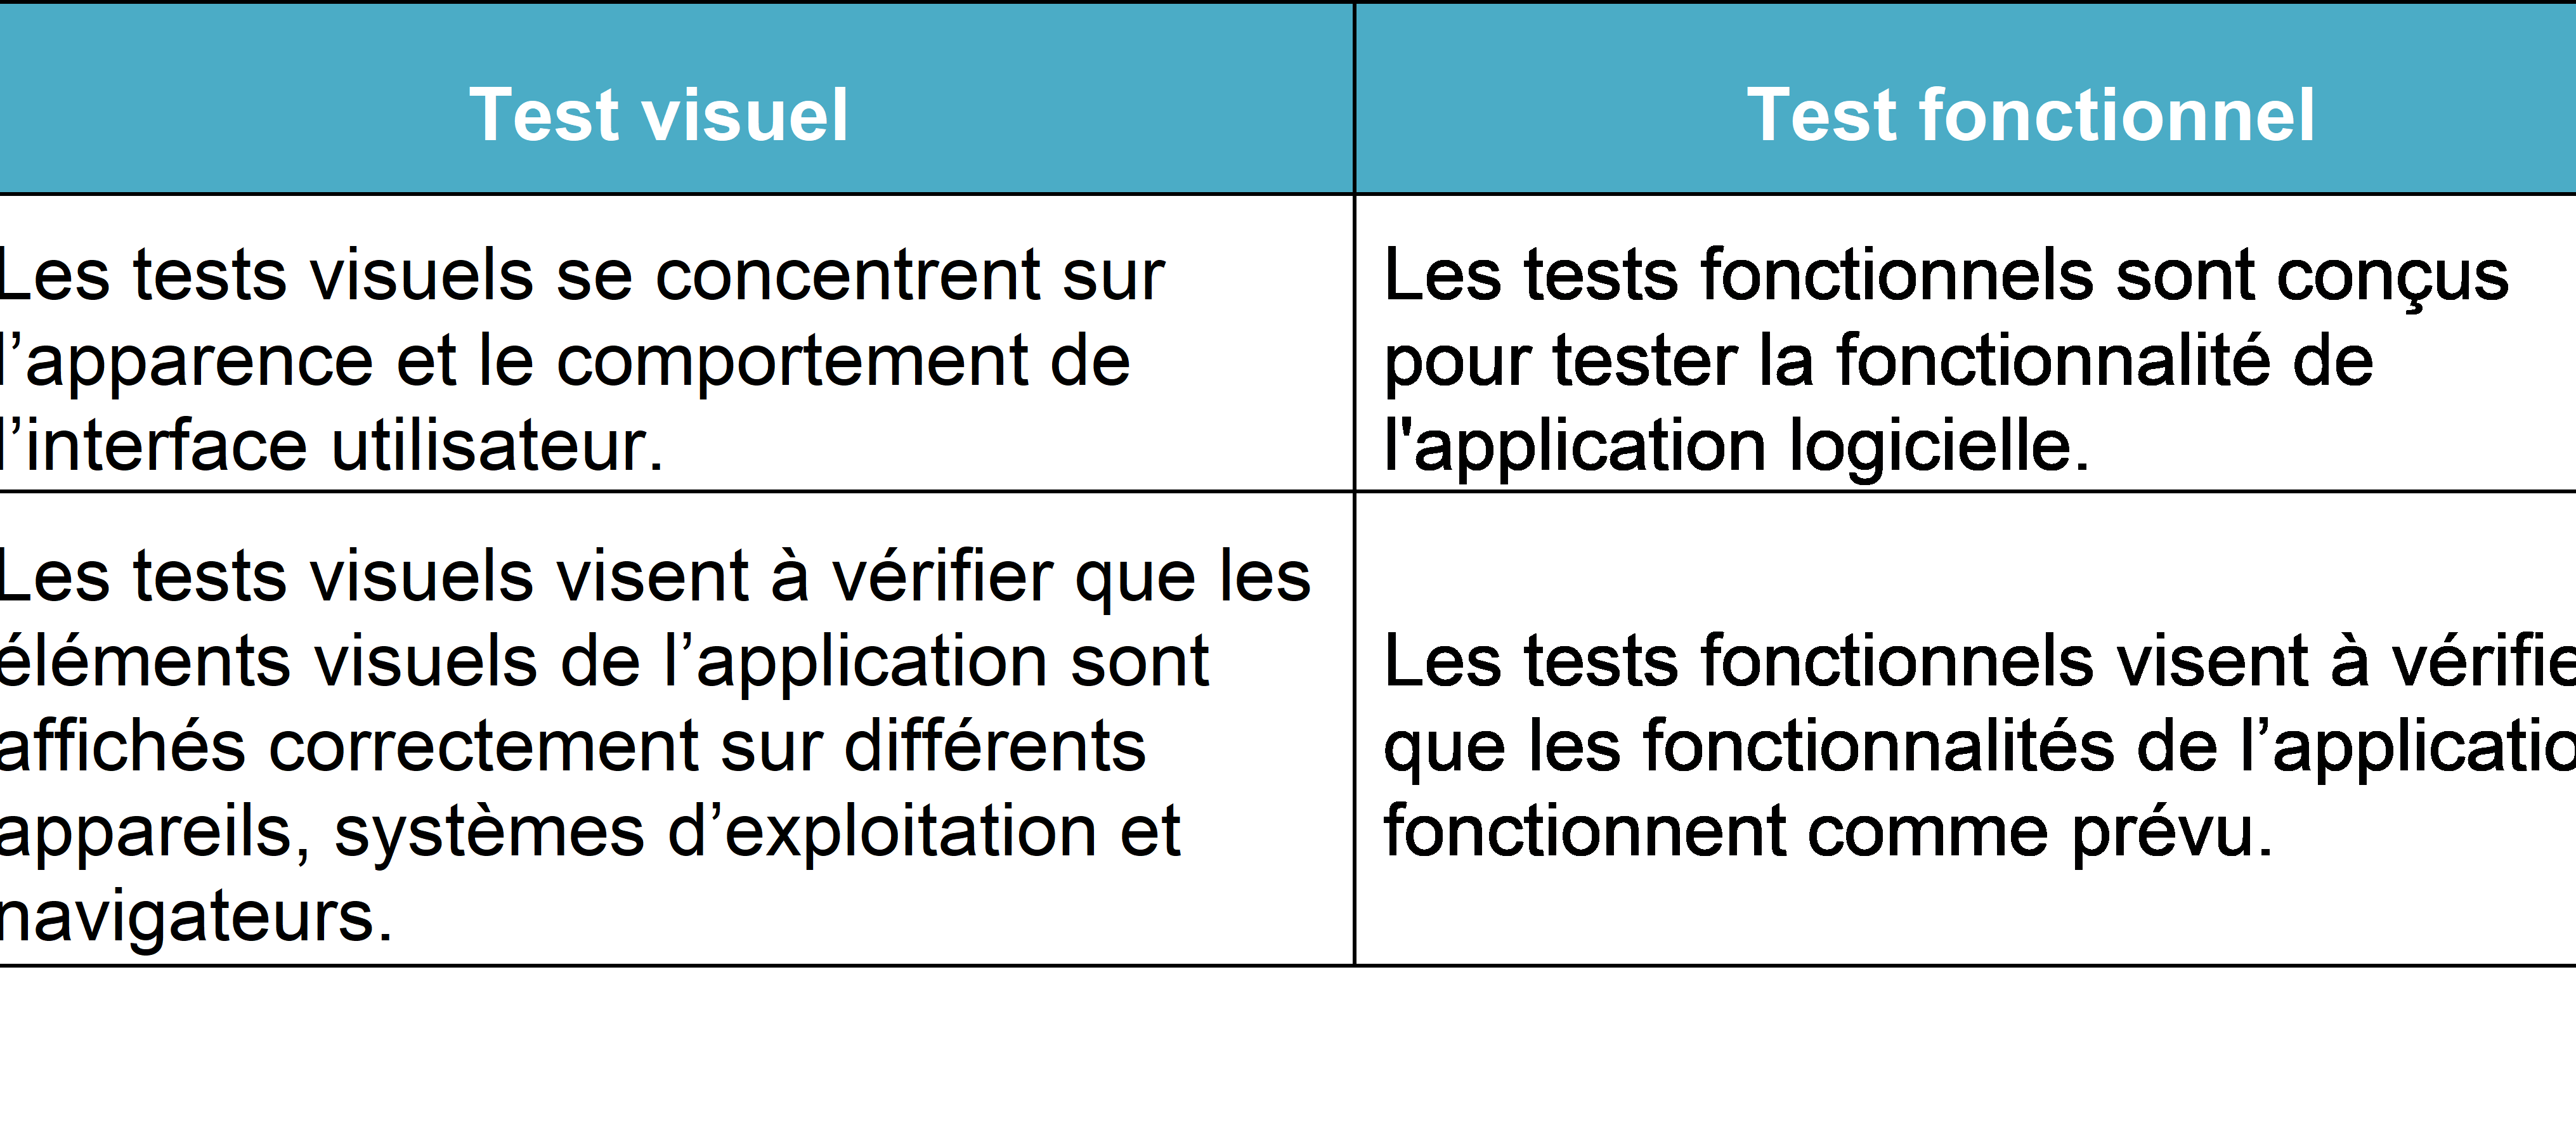 Test visuel
Test fonctionnel
Les tests visuels se concentrent sur
l’apparence et le comportement de
l’interface utilisateur.
Les tests fonctionnels sont conçus
pour tester la fonctionnalité de
l'application logicielle.
Les tests visuels visent à vérifier que les
éléments visuels de l’application sont
affichés correctement sur différents
appareils, systèmes d’exploitation et
navigateurs.
Les tests fonctionnels visent à vérifie
que les fonctionnalités de l’applicatio
fonctionnent comme prévu.